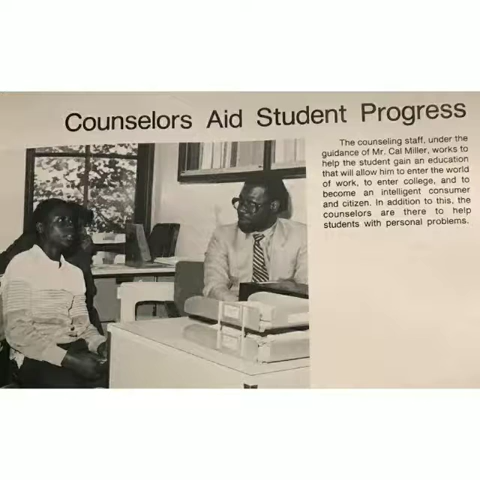 Counselors Aid Student Progress
The counseling staff, under the
guidance of Mr. Cal Miller, works to
help the student gain an education
that will allow him to enter the world
of work, to enter college, and to
become an intelligent consumer
and citizen. In addition to this, the
counselors are there to help
students with personal problems.